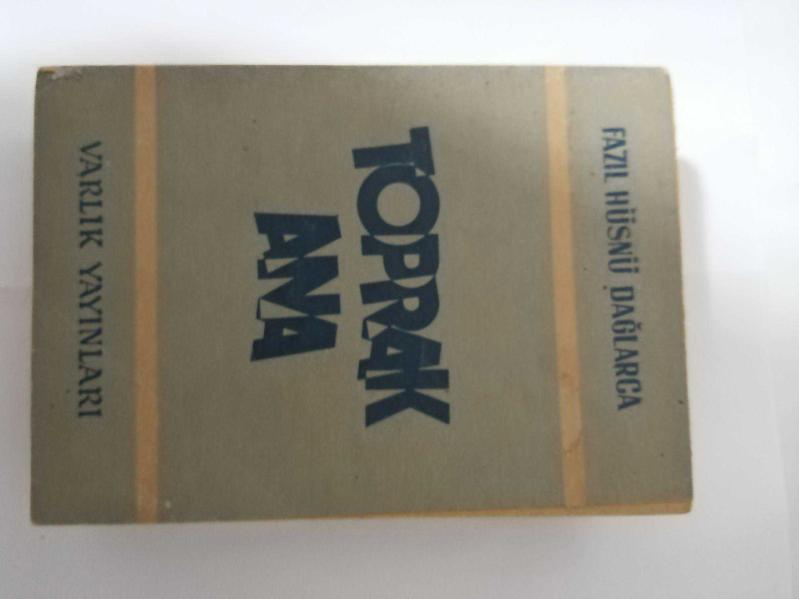 FAZIL HÜSNÜ DAĞLARCA
TOPRAK
ANA
VARLIK YAYINLARI